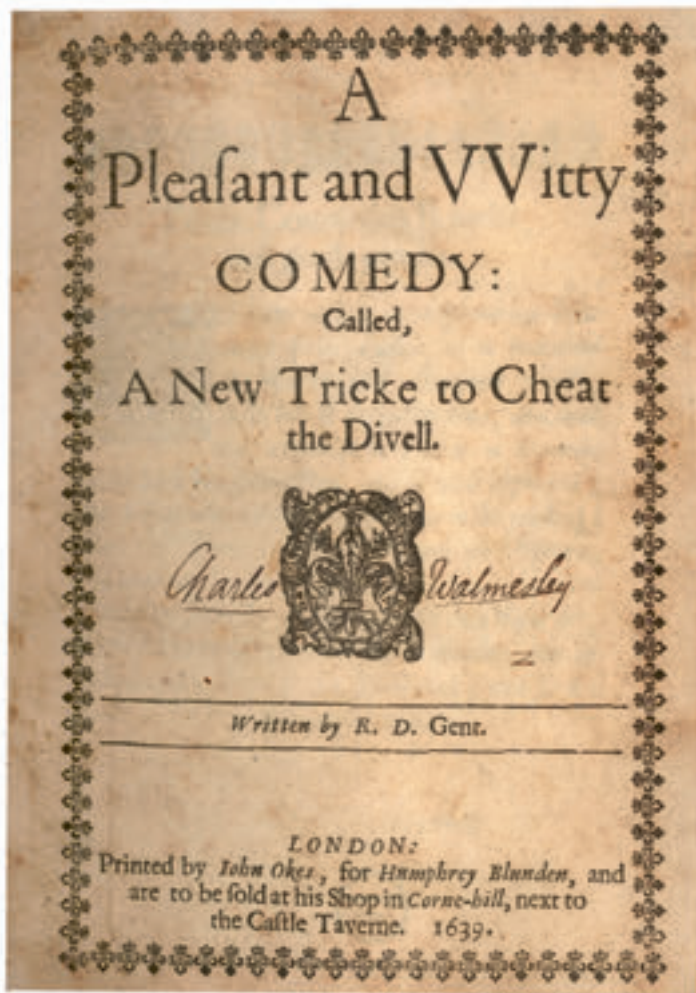 A
Pleaſant and VVitty
COMEDY:
Called,
A New Tricke to Cheat
the Divell.
Charles Walmesley
Written by R. D. Gent.
LONDON:
Printed by Iohn Okes, for Humphrey Blunden, and
are to be ſold at his Shop in Corne-hill, next to
the Caſtle Taverne. 1639.